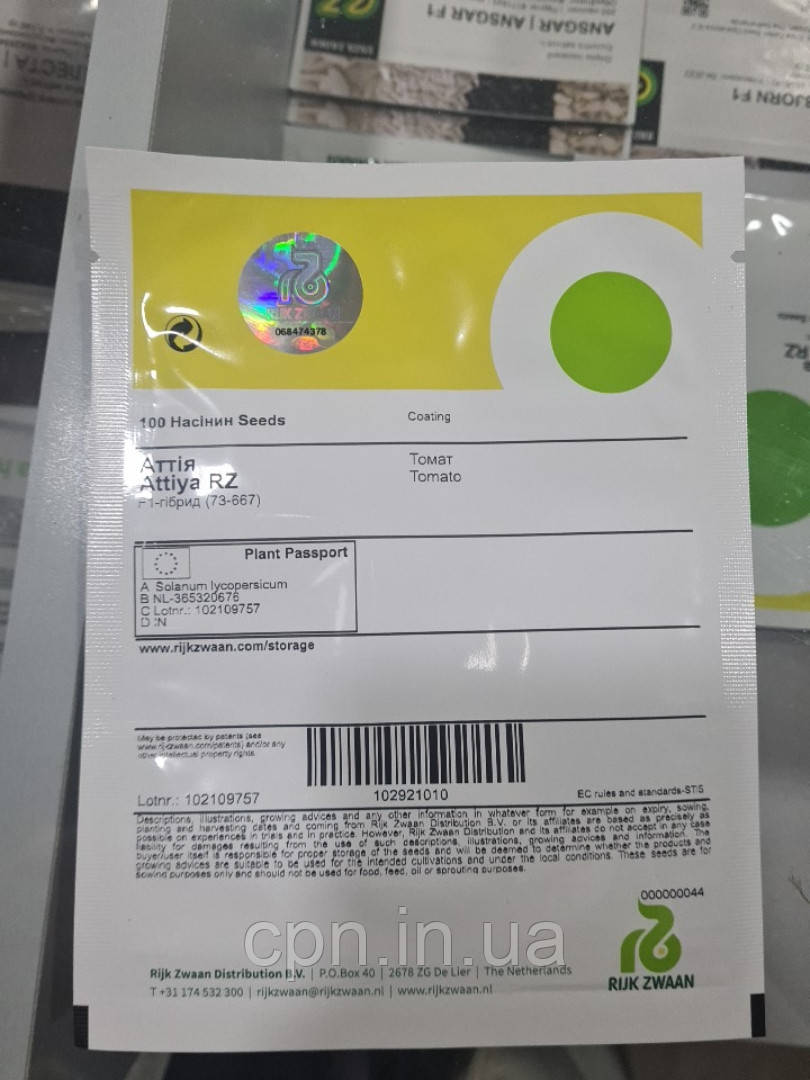 ANSGAR | ANSGAR F1
BJORN F1
RIJK ZWAAN
068474378
100 Насінин Seeds
Coating
Аттія
Attiya RZ
F1-гібрид (73-667)
Томат
Tomato
Plant Passport
A Solanum lycopersicum
B NL-365320676
C Lotnr.: 102109757
D :N
www.rijkzwaan.com/storage
May be protected by patents (see
www.rijkzwaan.com/patents) and/or any
other intellectual property rights.
Lotnr.: 102109757
102921010
EC rules and standards-STS
Descriptions, illustrations, growing advices and any other information in whatever form for example on expiry, sowing,
planting and harvesting dates and coming from Rijk Zwaan Distribution B.V. or its affiliates are based as precisely as
possible on experiences in trials and in practice. However, Rijk Zwaan Distribution and its affiliates do not accept in any case
liability for damages resulting from the use of such descriptions, illustrations, growing advices and information. The
buyer/user itself is responsible for proper storage of the seeds and will be deemed to determine whether the products and
growing advices are suitable to be used for the intended cultivations and under the local conditions. These seeds are for
sowing purposes only and should not be used for food, feed, oil or sprouting purposes.
000000044
cpn.in.ua
RIJK ZWAAN
Rijk Zwaan Distribution B.V. | P.O.Box 40 | 2678 ZG De Lier | The Netherlands
T +31 174 532 300 | rijkzwaan@rijkzwaan.nl | www.rijkzwaan.nl